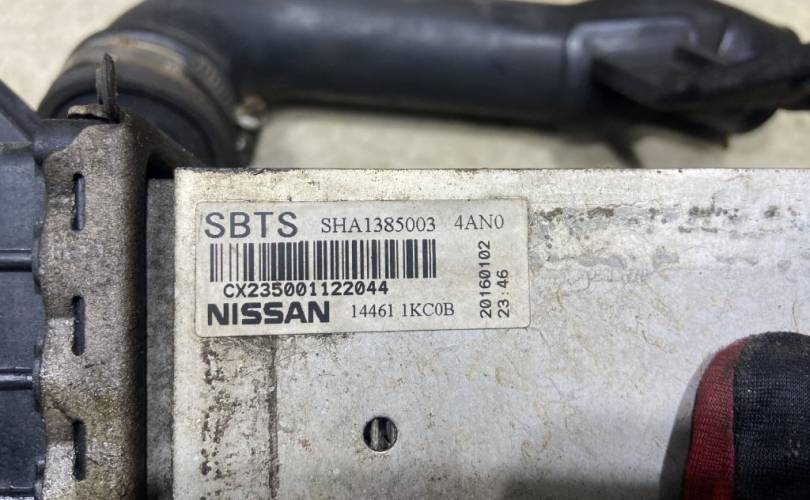 SBTS SHA1385003 4AN0
CX235001122044
NISSAN 14461 1KC0B
20160102
23:46